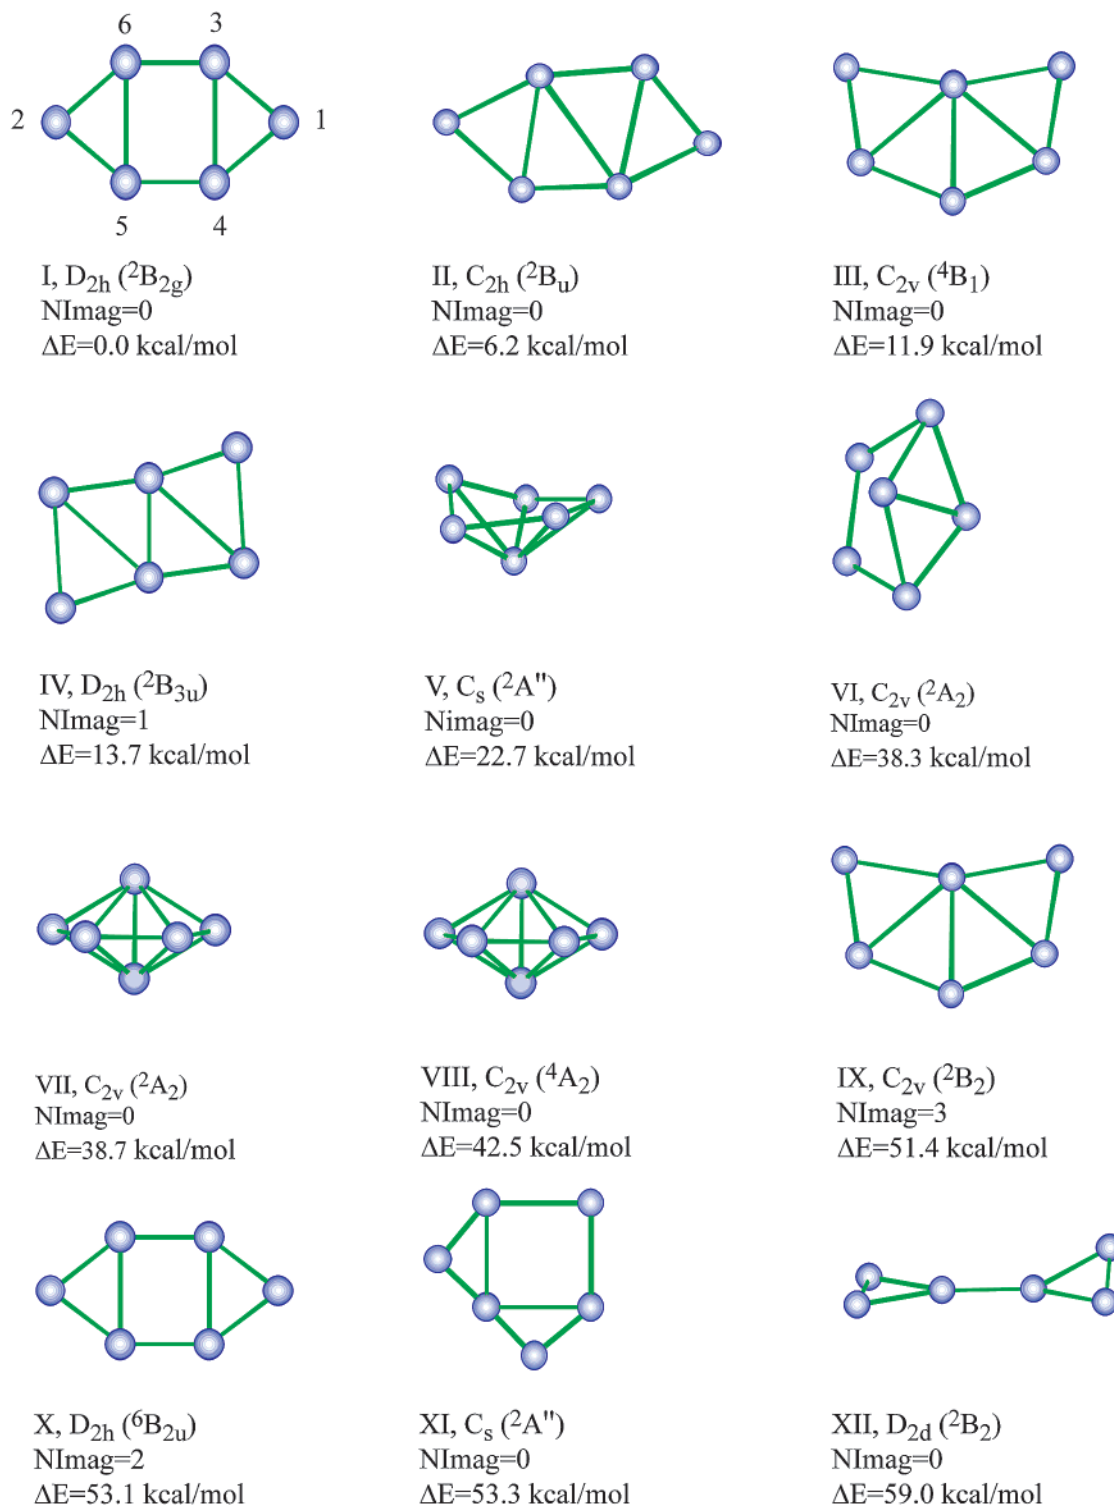 6 3
2 1
5 4
I, D2h (²B2g)
NImag=0
ΔE=0.0 kcal/mol
II, C2h (²Bu)
NImag=0
ΔE=6.2 kcal/mol
III, C2v (⁴B1)
NImag=0
ΔE=11.9 kcal/mol
IV, D2h (²B3u)
NImag=1
ΔE=13.7 kcal/mol
V, Cs (²A")
Nimag=0
ΔE=22.7 kcal/mol
VI, C2v (²A2)
NImag=0
ΔE=38.3 kcal/mol
VII, C2v (²A2)
NImag=0
ΔE=38.7 kcal/mol
VIII, C2v (⁴A2)
NImag=0
ΔE=42.5 kcal/mol
IX, C2v (²B2)
NImag=3
ΔE=51.4 kcal/mol
X, D2h (⁶B2u)
NImag=2
ΔE=53.1 kcal/mol
XI, Cs (²A")
NImag=0
ΔE=53.3 kcal/mol
XII, D2d (²B2)
NImag=0
ΔE=59.0 kcal/mol